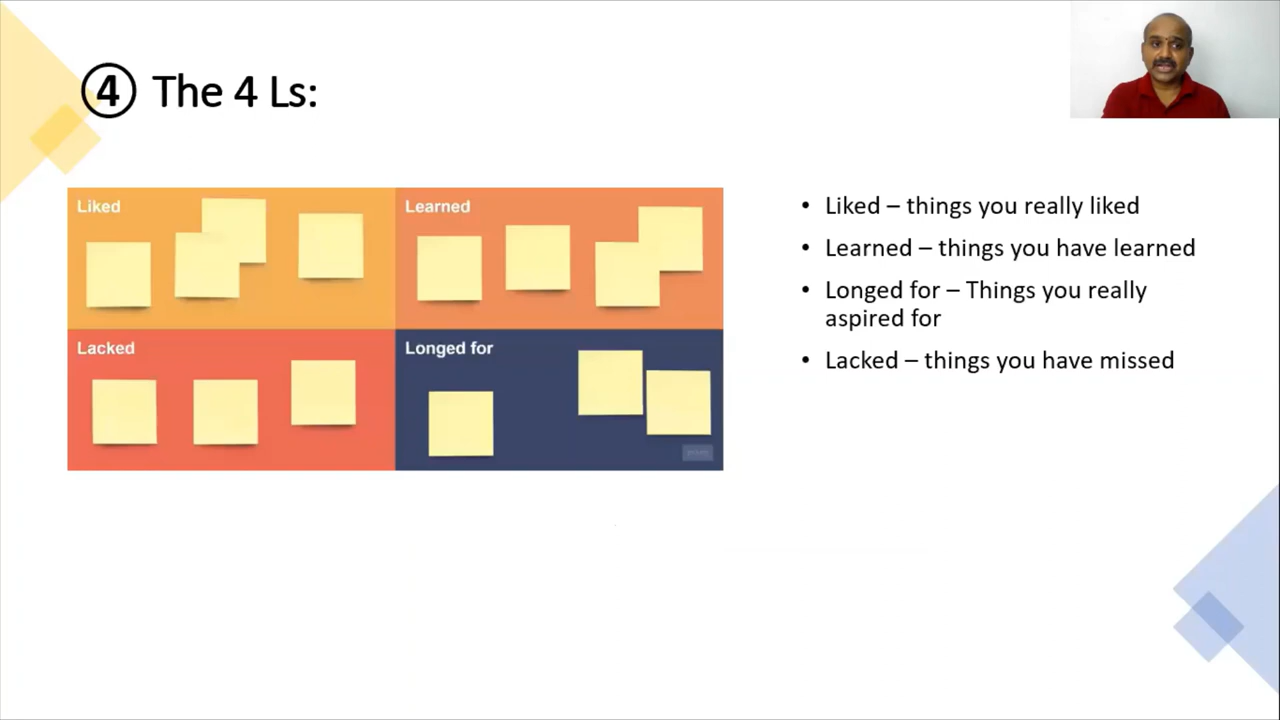 ④ The 4 Ls:
Liked
Learned
Lacked
Longed for
• Liked – things you really liked
• Learned – things you have learned
• Longed for – Things you really
aspired for
• Lacked – things you have missed